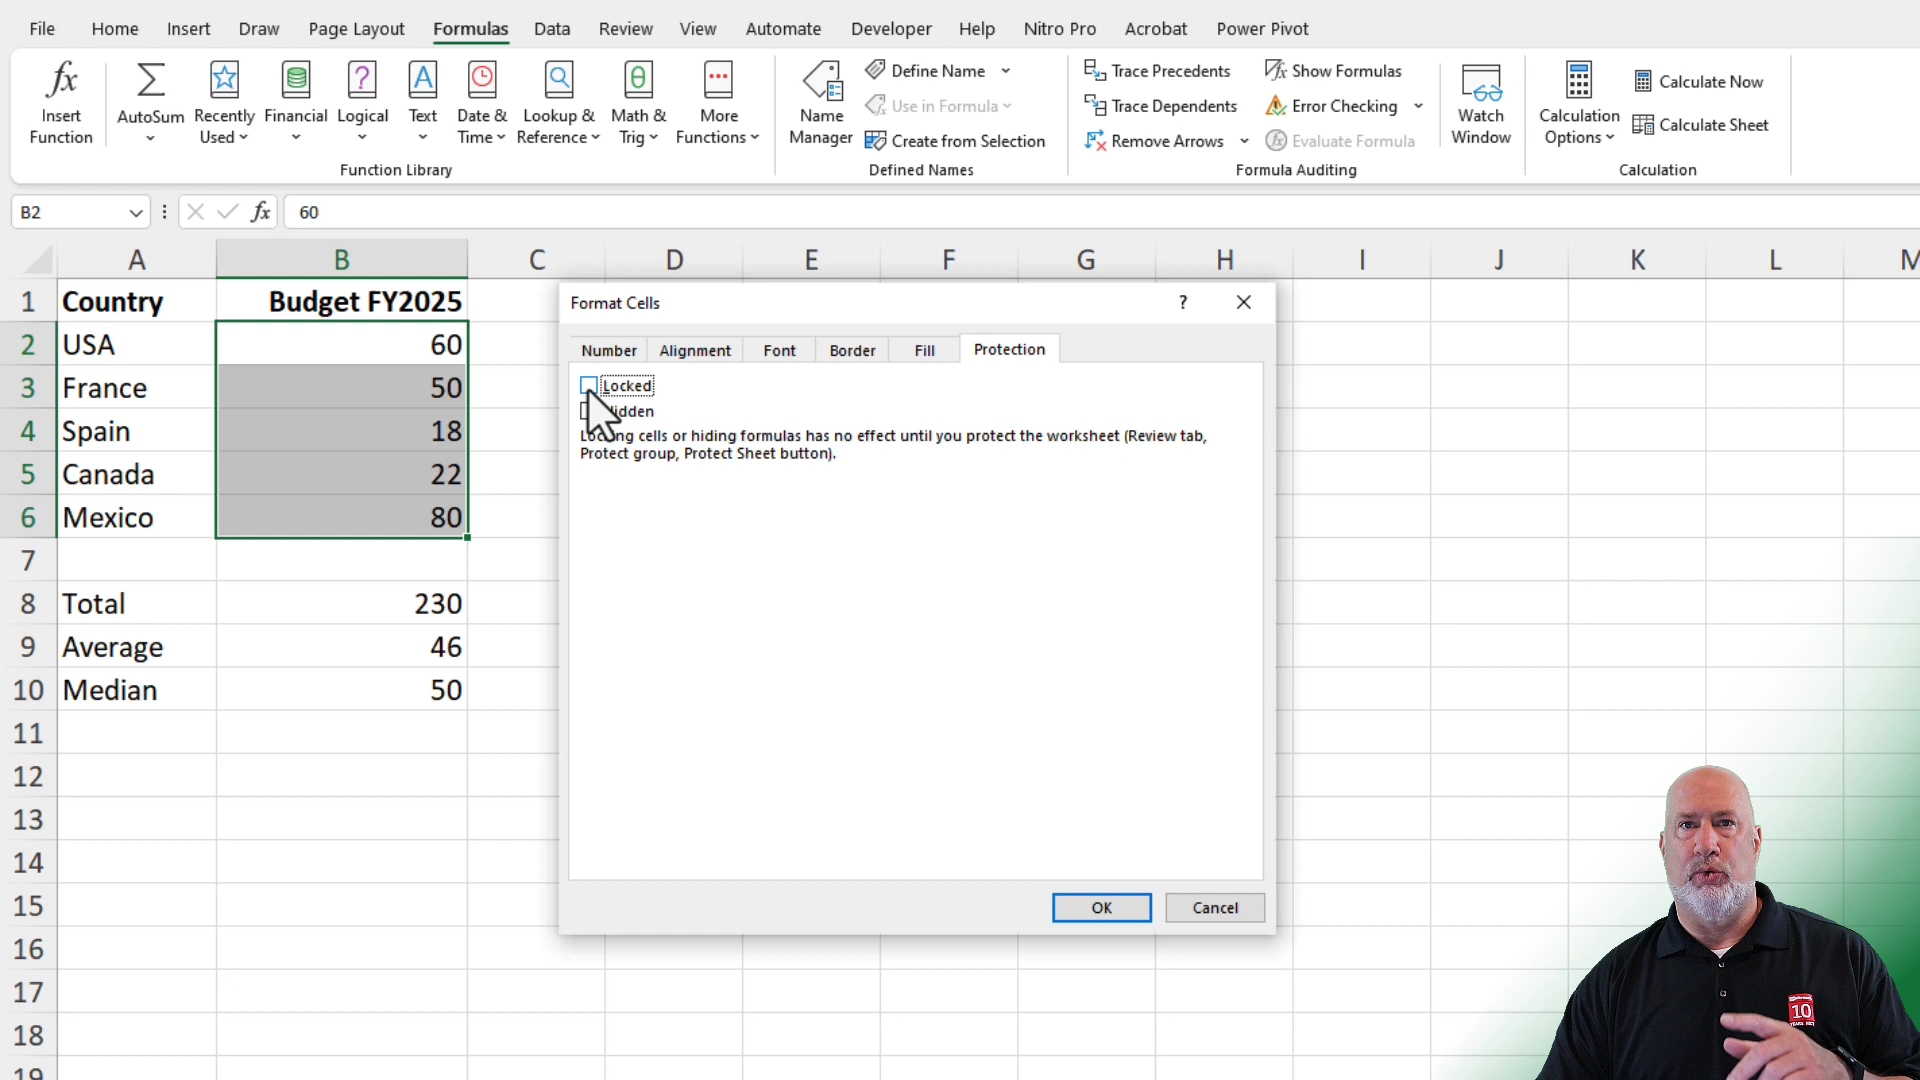 File Home Insert Draw Page Layout Formulas Data Review View Automate Developer Help Nitro Pro Acrobat Power Pivot
Insert Function
AutoSum
Recently Used
Financial
Logical
Text
Date & Time
Lookup & Reference
Math & Trig
More Functions
Function Library
Name Manager
Define Name
Use in Formula
Create from Selection
Defined Names
Trace Precedents
Trace Dependents
Remove Arrows
Show Formulas
Error Checking
Evaluate Formula
Formula Auditing
Watch Window
Calculation Options
Calculate Now
Calculate Sheet
Calculation
B2 fx 60
A B C D E F G H I J K L M
1 Country Budget FY2025
2 USA 60
3 France 50
4 Spain 18
5 Canada 22
6 Mexico 80
7
8 Total 230
9 Average 46
10 Median 50
11
12
13
14
15
16
17
18
19
Format Cells ?
Number Alignment Font Border Fill Protection
Locked
idden
Locking cells or hiding formulas has no effect until you protect the worksheet (Review tab,
Protect group, Protect Sheet button).
OK Cancel
10